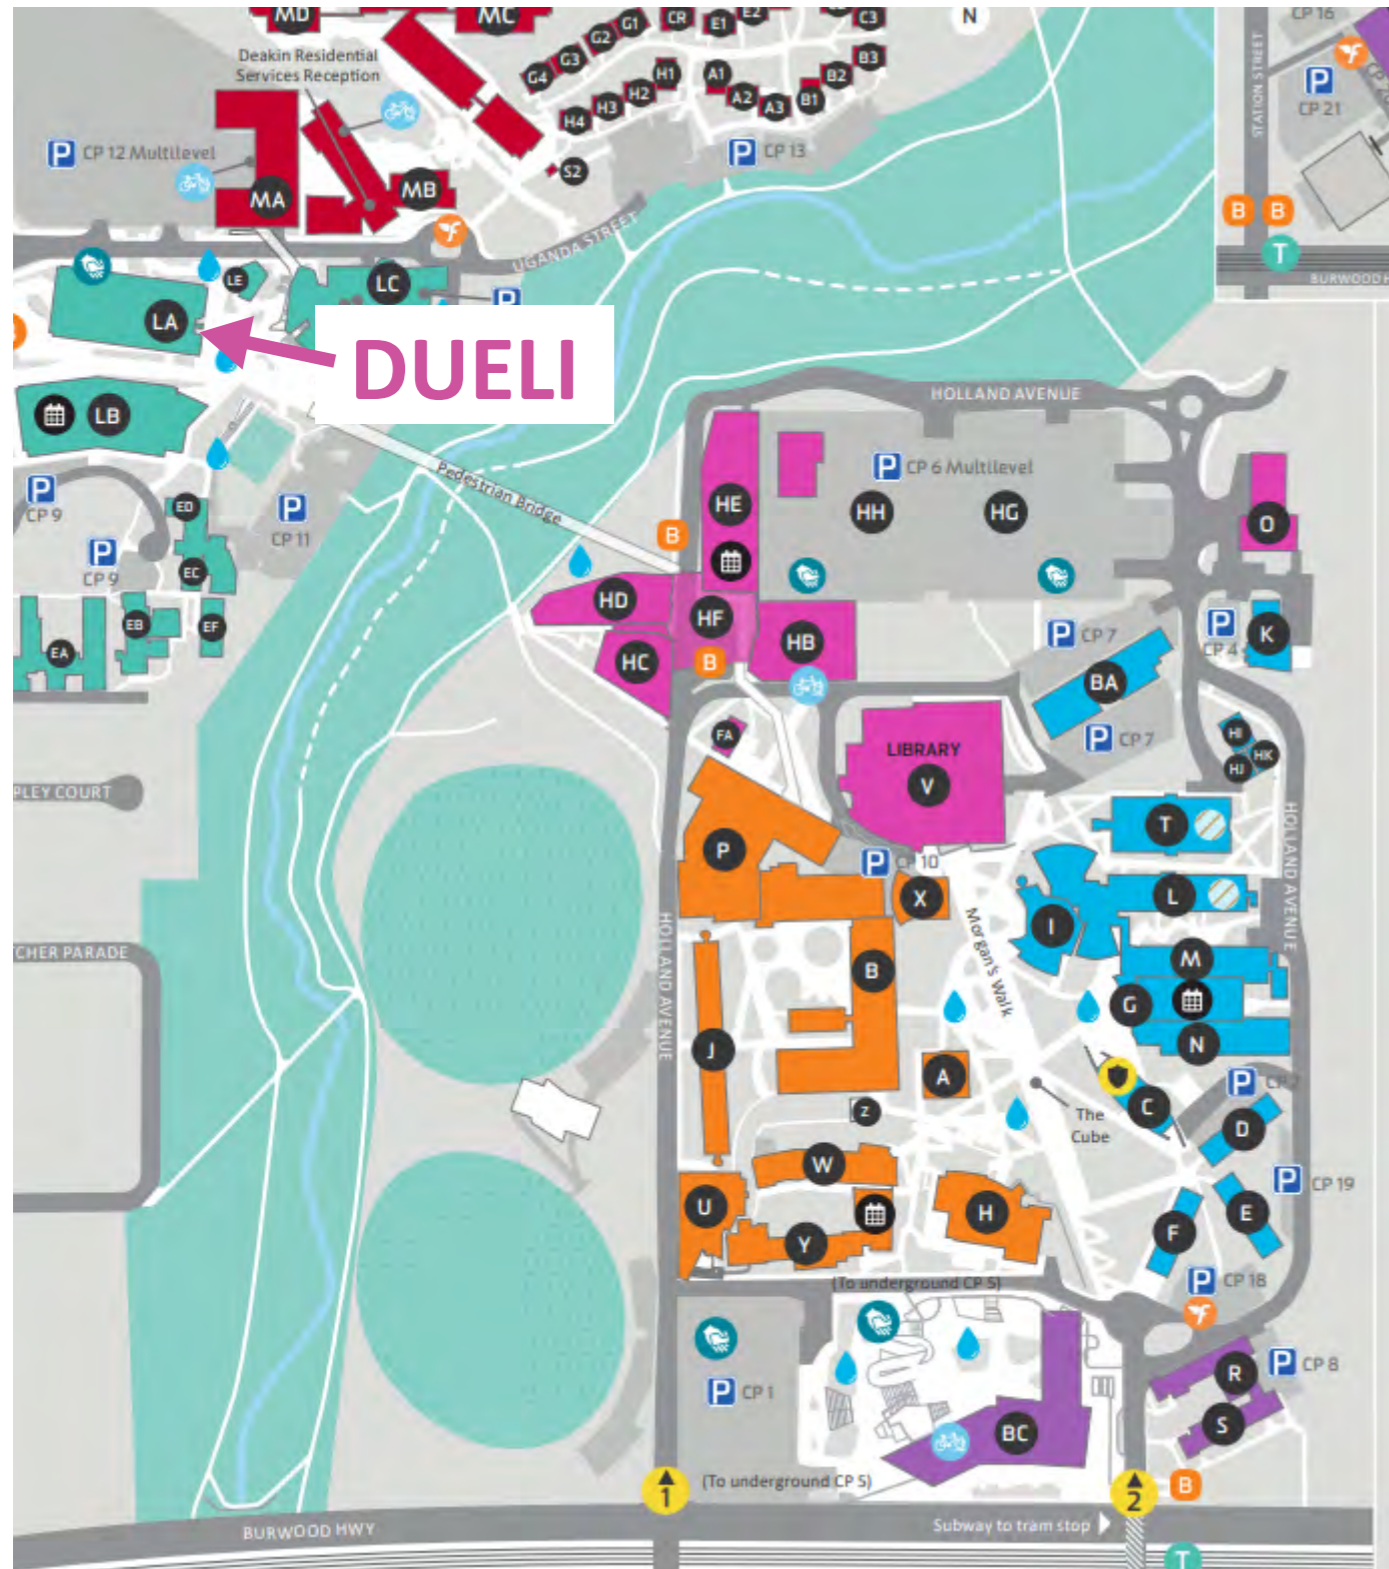 MD
MC
G1
CR
E1
E2
C3
N
CP 16
G2
G3
G4
Deakin Residential
Services Reception
H1
H2
H3
H4
A1
A2
A3
B1
B2
B3
STATION STREET
P
CP 21
P CP 12 Multilevel
P CP 13
S2
MA
MB
UGANDA STREET
B B
T
LE
LC
P
LA
DUELI
LB
HOLLAND AVENUE
Pedestrian Bridge
P CP 6 Multilevel
P
CP 9
ED
P
CP 11
HE
HH
HG
O
B
P
CP 9
EC
EA
EB
EF
HD
HF
HC
B
HB
P CP 7
BA
P
CP 4
K
P CP 7
FA
LIBRARY
V
HI
HK
HJ
PLEY COURT
P
T
P CP 10
X
L
I
HOLLAND AVENUE
HOLLAND AVENUE
Morgan's Walk
CHER PARADE
B
M
G
N
J
A
Z
The
Cube
C
P
D
W
P CP 19
U
H
E
F
Y
P CP 18
(To underground CP 5)
P CP 1
R
P CP 8
S
BC
(To underground CP 5)
1
2
B
BURWOOD HWY
Subway to tram stop
T